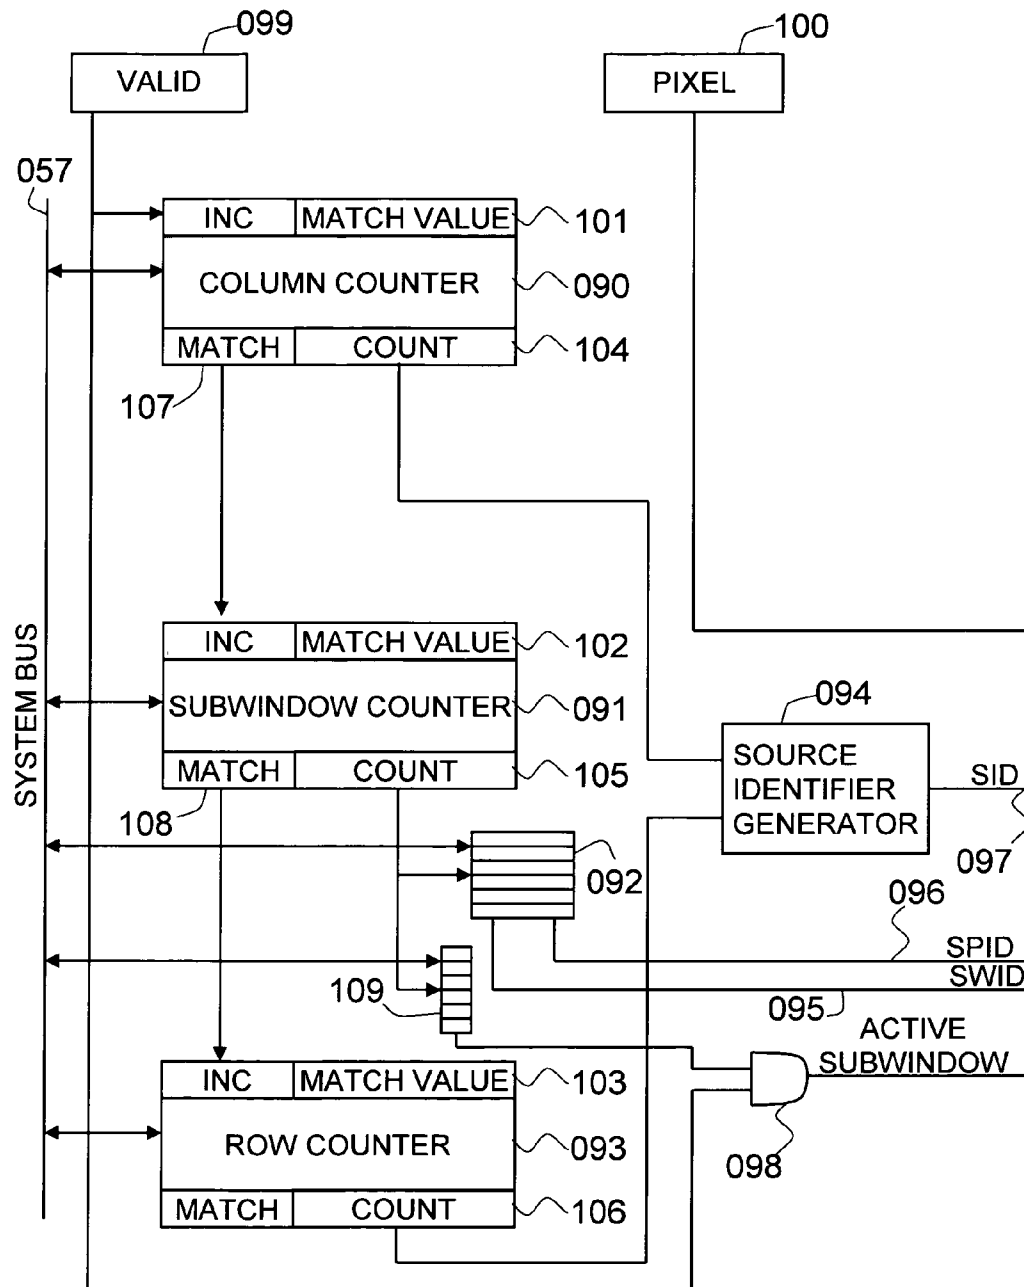 099
100
VALID
PIXEL
057
INC
MATCH VALUE
101
COLUMN COUNTER
090
MATCH
COUNT
104
107
SYSTEM BUS
INC
MATCH VALUE
102
SUBWINDOW COUNTER
091
MATCH
COUNT
105
108
094
SOURCE
IDENTIFIER
GENERATOR
SID
097
092
096
SPID
SWID
095
109
ACTIVE
SUBWINDOW
INC
MATCH VALUE
103
ROW COUNTER
093
098
MATCH
COUNT
106